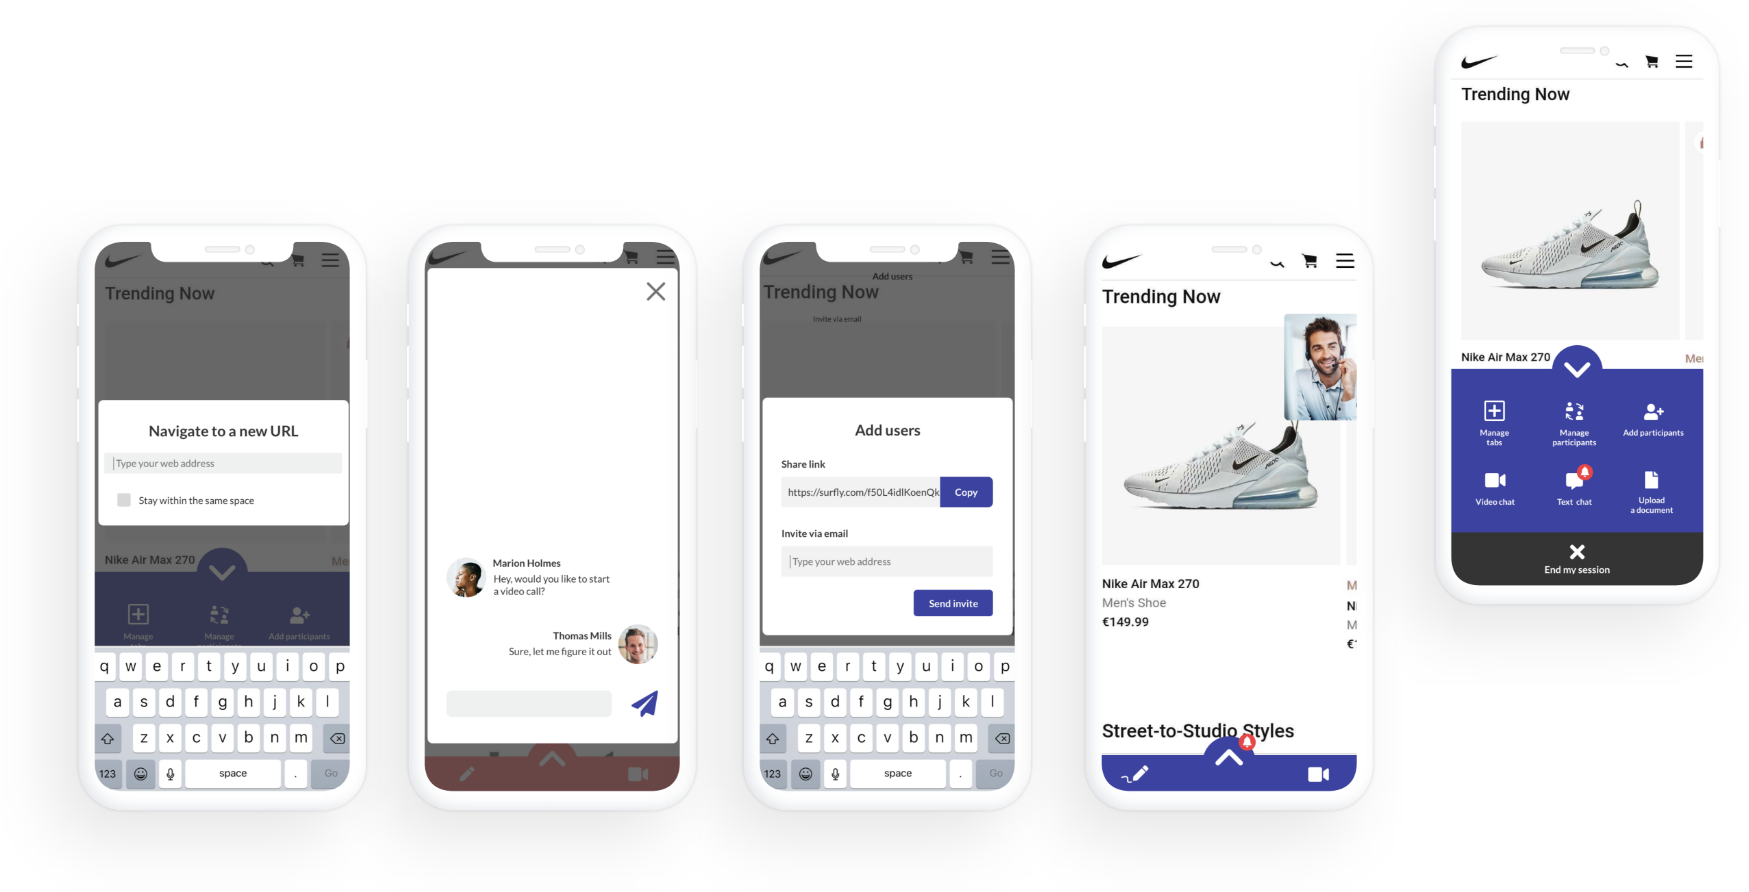 Trending Now
Navigate to a new URL
Type your web address
Stay within the same space
Nike Air Max 270
Me
Manage
tabs
Manage
participants
Add participants
q w e r t y u i o p
a s d f g h j k l
z x c v b n m
123 space . Go
Marion Holmes
Hey, would you like to start
a video call?
Thomas Mills
Sure, let me figure it out
Add users
Trending Now
Invite via email
Add users
Share link
https://surfly.com/f50L4idlKoenQk
Copy
Invite via email
Type your web address
Send invite
q w e r t y u i o p
a s d f g h j k l
z x c v b n m
123 space . Go
Trending Now
Nike Air Max 270
Men's Shoe
€149.99
M
N
M
€
Street-to-Studio Styles
Trending Now
Nike Air Max 270
Me
Manage
tabs
Manage
participants
Add participants
Video chat
Text chat
Upload
a document
End my session